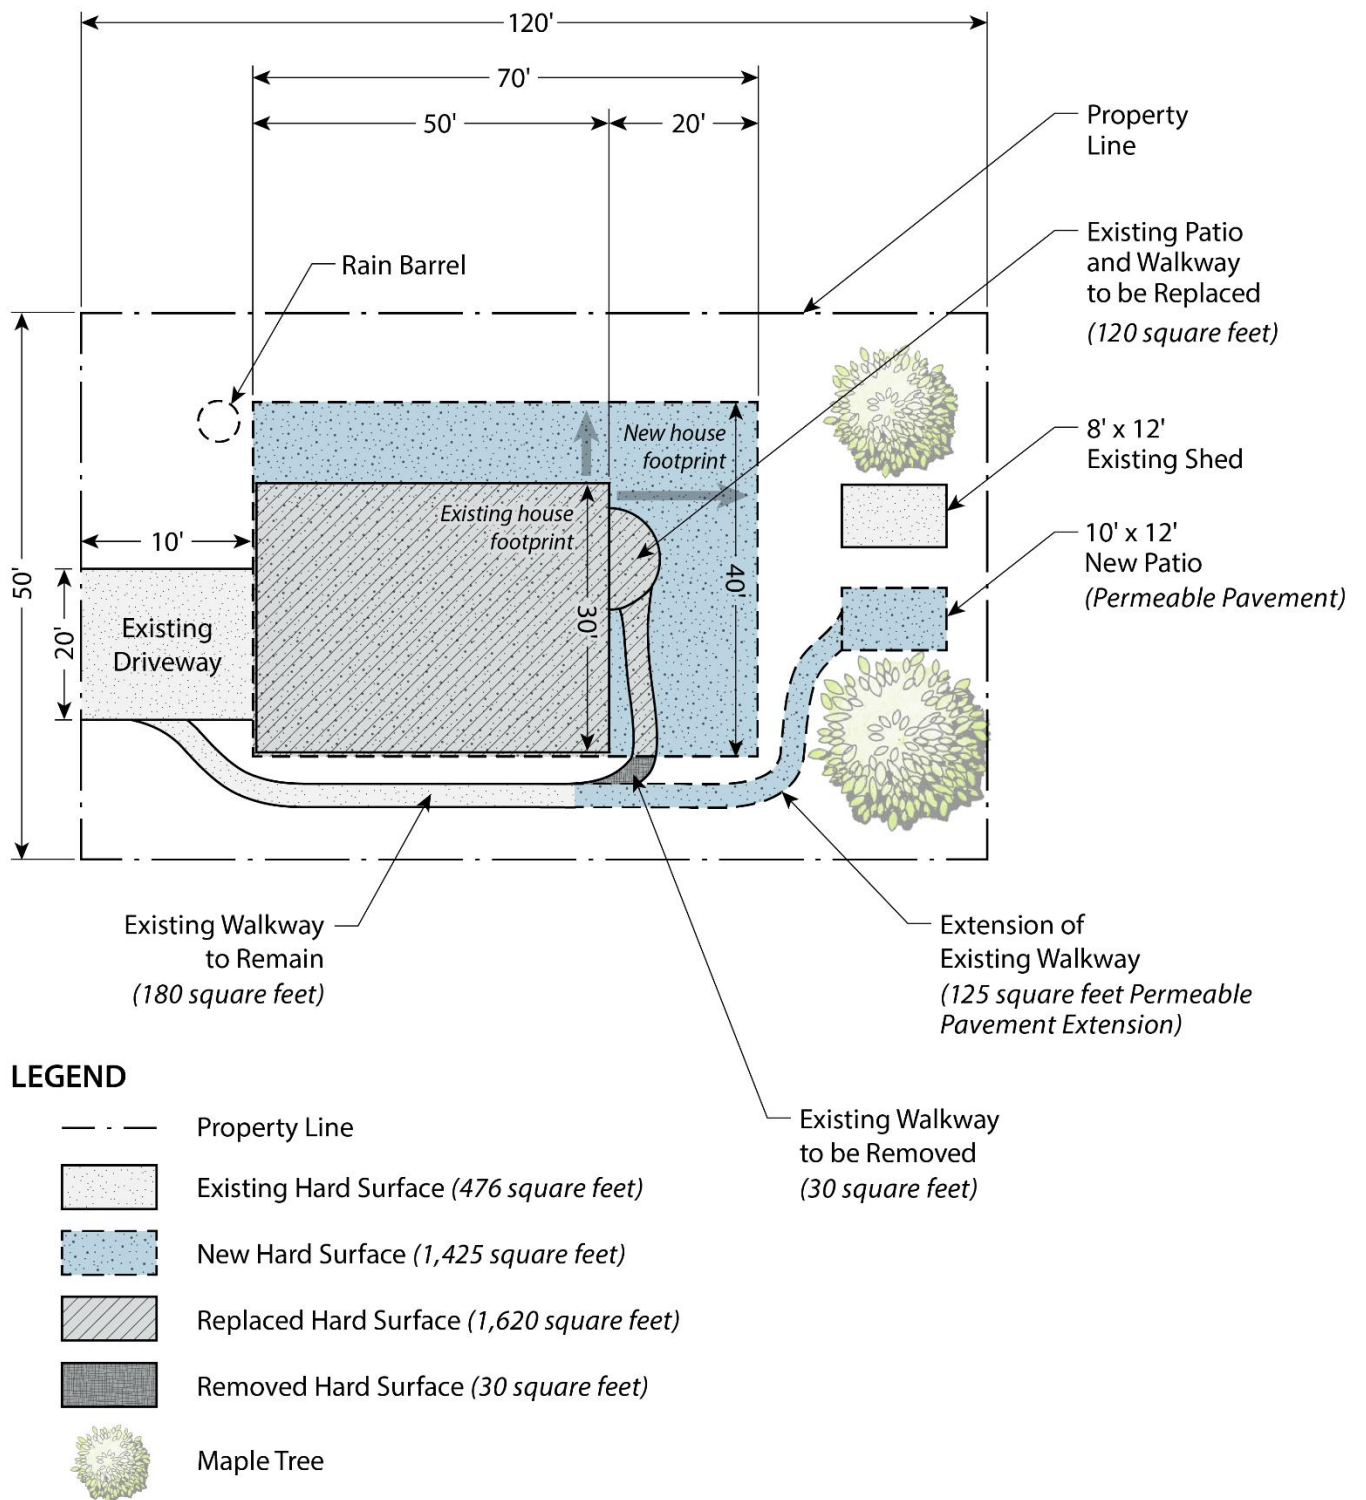 120'
70'
50'
20'
Property
Line
Existing Patio
and Walkway
to be Replaced
(120 square feet)
Rain Barrel
New house
footprint
8' x 12'
Existing Shed
Existing house
footprint
10'
10' x 12'
New Patio
(Permeable Pavement)
50'
20'
Existing
Driveway
30'
40'
Existing Walkway
to Remain
(180 square feet)
Extension of
Existing Walkway
(125 square feet Permeable
Pavement Extension)
Existing Walkway
to be Removed
(30 square feet)
LEGEND
Property Line
Existing Hard Surface (476 square feet)
New Hard Surface (1,425 square feet)
Replaced Hard Surface (1,620 square feet)
Removed Hard Surface (30 square feet)
Maple Tree